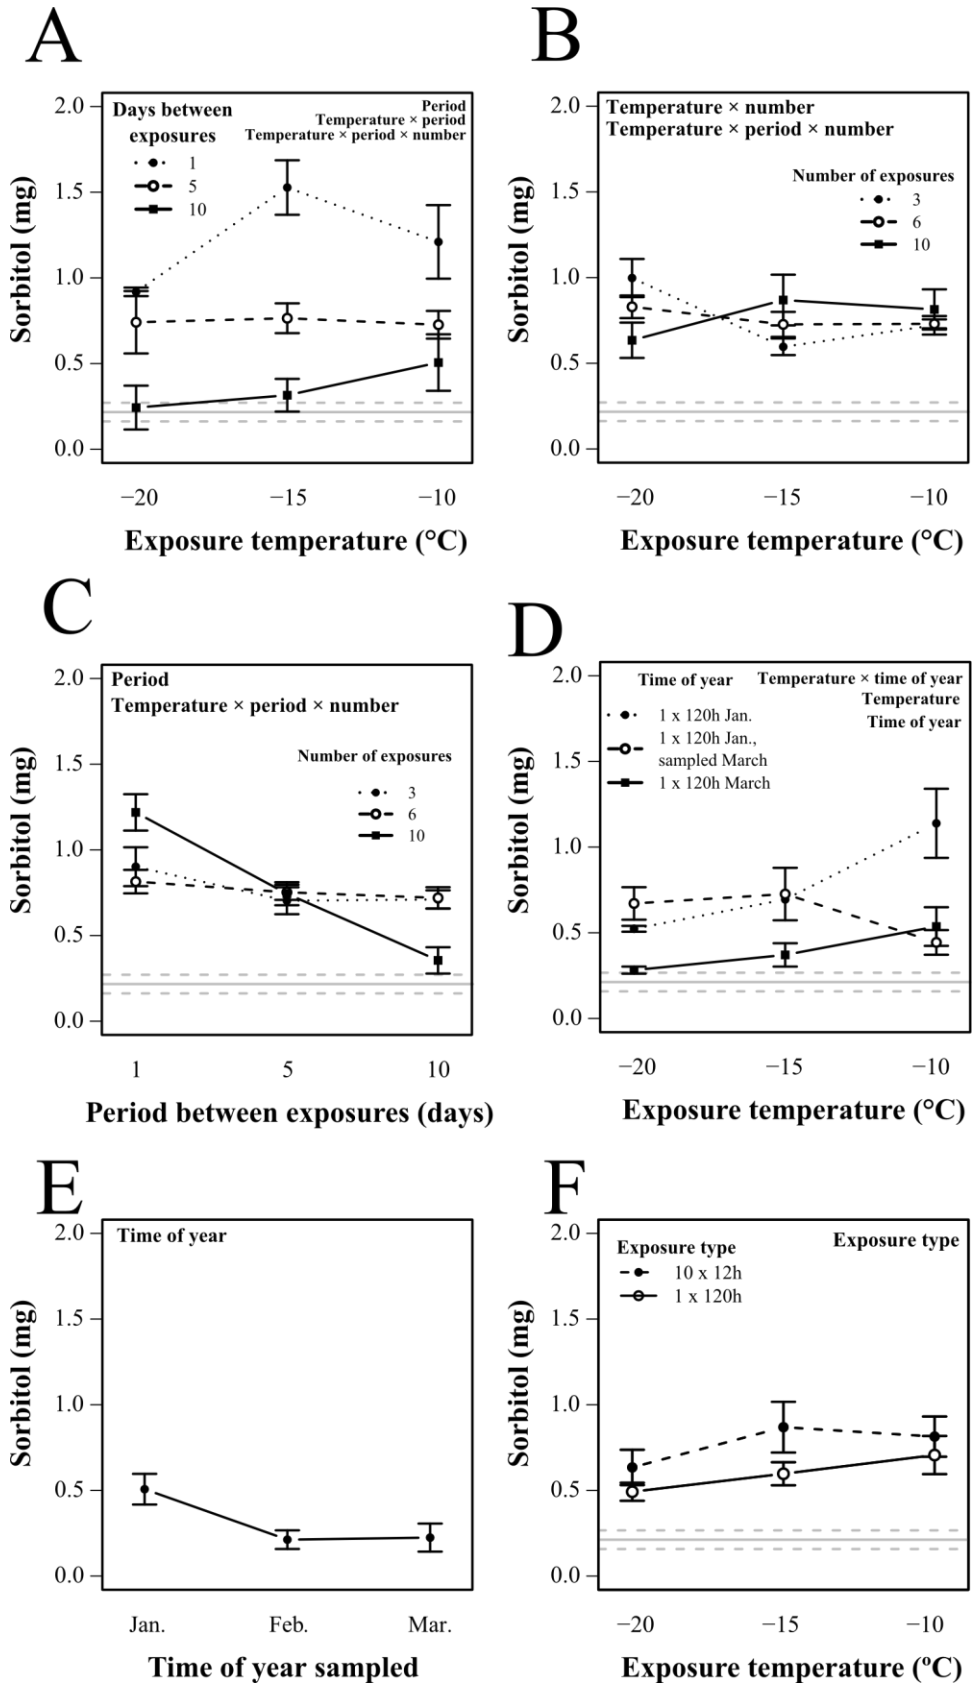 A
Days between
exposures
1
5
10
Period
Temperature × period
Temperature × period × number
2.0
1.5
1.0
0.5
0.0
Sorbitol (mg)
−20
−15
−10
Exposure temperature (°C)
B
Temperature × number
Temperature × period × number
Number of exposures
3
6
10
2.0
1.5
1.0
0.5
0.0
Sorbitol (mg)
−20
−15
−10
Exposure temperature (°C)
C
Period
Temperature × period × number
Number of exposures
3
6
10
2.0
1.5
1.0
0.5
0.0
Sorbitol (mg)
1
5
10
Period between exposures (days)
D
Time of year
1 x 120h Jan.
1 x 120h Jan.,
sampled March
1 x 120h March
Temperature × time of year
Temperature
Time of year
2.0
1.5
1.0
0.5
0.0
Sorbitol (mg)
−20
−15
−10
Exposure temperature (°C)
E
Time of year
2.0
1.5
1.0
0.5
0.0
Sorbitol (mg)
Jan.
Feb.
Mar.
Time of year sampled
F
Exposure type
10 x 12h
1 x 120h
Exposure type
2.0
1.5
1.0
0.5
0.0
Sorbitol (mg)
−20
−15
−10
Exposure temperature (ºC)